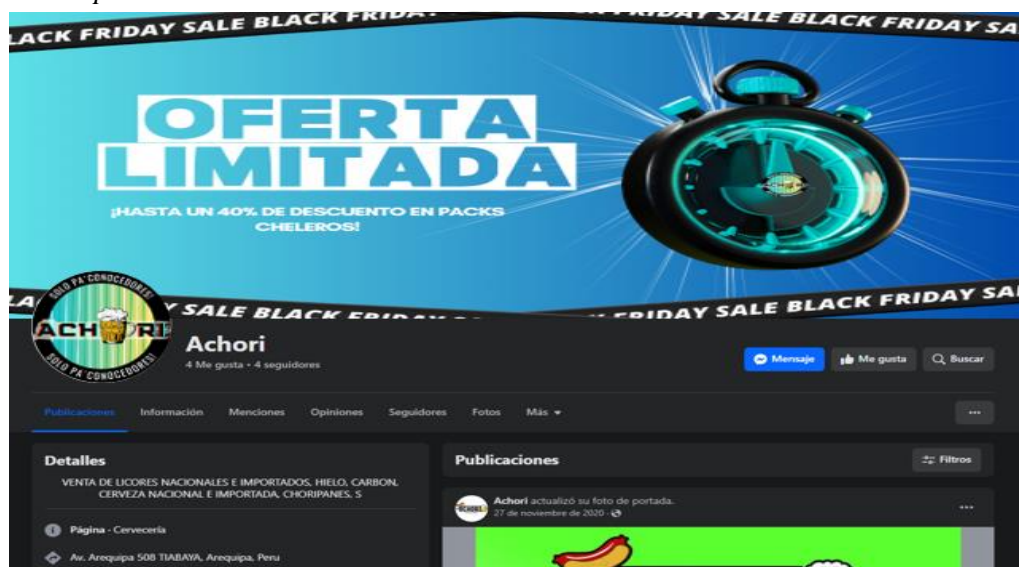 ACK FRIDAY SALE BLACK FRIDAY SALE BLACK FRIDAY SA
OFERTA
LIMITADA
¡HASTA UN 40% DE DESCUENTO EN PACKS
CHELEROS!
SALE BLACK FRIDAY SALE BLACK FRIDAY SA
SOLO PA' CONOCEDORES!
ACHORI
SOLO PA' CONOCEDORES!
Achori
4 Me gusta • 4 seguidores
Mensaje
Me gusta
Buscar
Publicaciones
Información
Menciones
Opiniones
Seguidores
Fotos
Más
Detalles
VENTA DE LICORES NACIONALES E IMPORTADOS, HIELO, CARBON,
CERVEZA NACIONAL E IMPORTADA, CHORIPANES, S
Página · Cervecería
Av. Arequipa 508 TIABAYA, Arequipa, Peru
Publicaciones
Filtros
Achori actualizó su foto de portada.
27 de noviembre de 2020